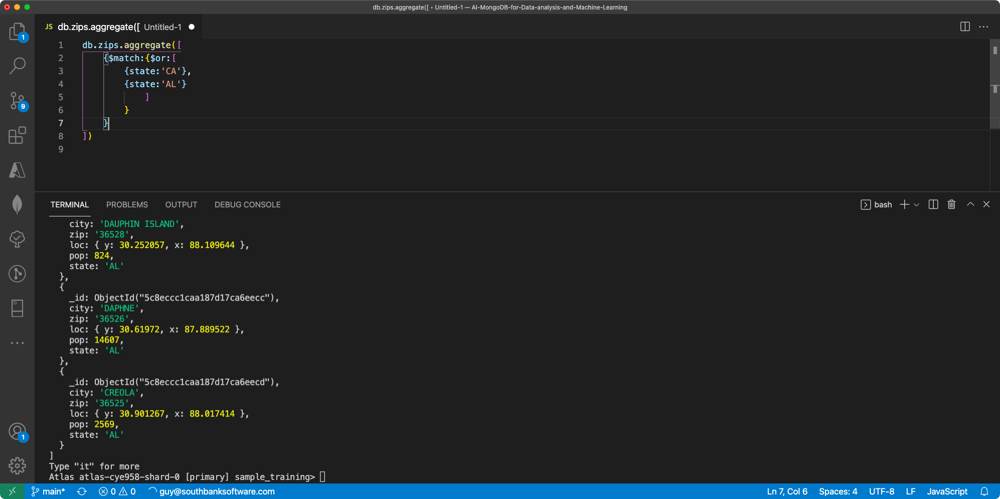 db.zips.aggregate([ • Untitled-1 — AI-MongoDB-for-Data-analysis-and-Machine-Learning
JS db.zips.aggregate([ Untitled-1
1 db.zips.aggregate([
2 {$match:{$or:[
3 {state:'CA'},
4 {state:'AL'}
5 ]
6 }
7 }
8 ])
9
1
9
1
TERMINAL PROBLEMS OUTPUT DEBUG CONSOLE bash
city: 'DAUPHIN ISLAND',
zip: '36528',
loc: { y: 30.252057, x: 88.109644 },
pop: 824,
state: 'AL'
},
{
_id: ObjectId("5c8eccc1caa187d17ca6eecc"),
city: 'DAPHNE',
zip: '36526',
loc: { y: 30.61972, x: 87.889522 },
pop: 14607,
state: 'AL'
},
{
_id: ObjectId("5c8eccc1caa187d17ca6eecd"),
city: 'CREOLA',
zip: '36525',
loc: { y: 30.901267, x: 88.017414 },
pop: 2569,
state: 'AL'
}
]
Type "it" for more
Atlas atlas-cye958-shard-0 [primary] sample_training>
main* 0 0 guy@southbanksoftware.com Ln 7, Col 6 Spaces: 4 UTF-8 LF JavaScript